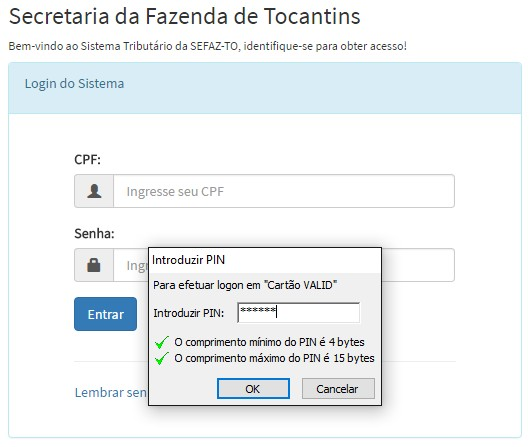 Secretaria da Fazenda de Tocantins
Bem-vindo ao Sistema Tributário da SEFAZ-TO, identifique-se para obter acesso!
Login do Sistema
CPF:
Ingresse seu CPF
Senha:
Ing
Introduzir PIN
Para efetuar logon em "Cartão VALID"
Introduzir PIN: ******
O comprimento mínimo do PIN é 4 bytes
O comprimento máximo do PIN é 15 bytes
OK Cancelar
Entrar
Lembrar sen